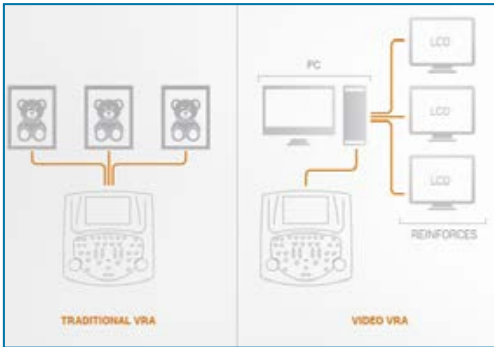 PC
LCD
LCD
LCD
REINFORCES
TRADITIONAL VRA
VIDEO VRA